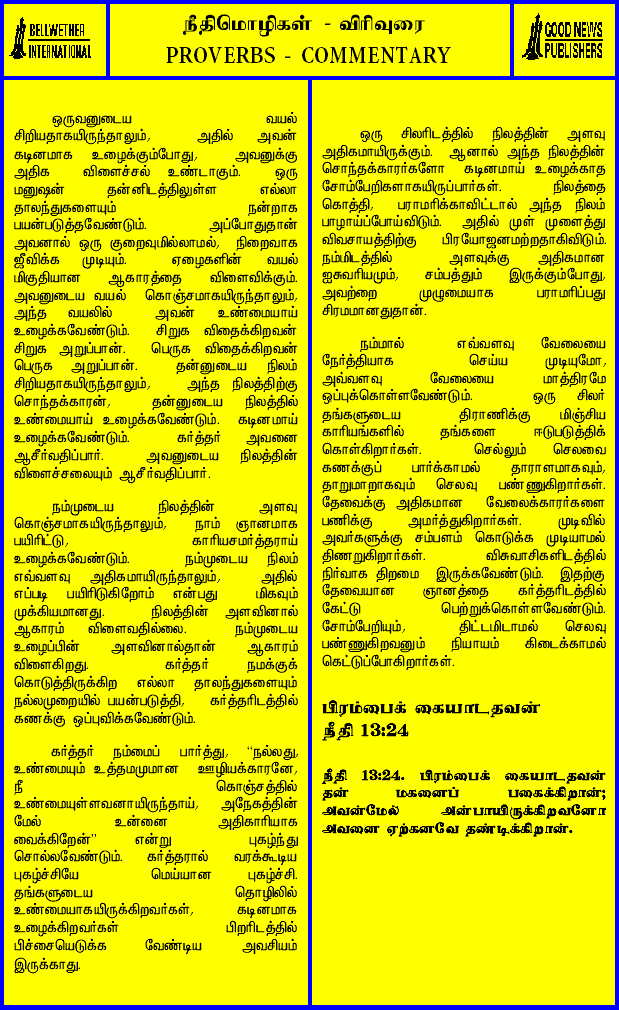 BELLWETHER
INTERNATIONAL
நீதிமொழிகள் - விரிவுரை
PROVERBS - COMMENTARY
GOOD NEWS
PUBLISHERS
ஒருவனுடைய வயல்
சிறியதாகயிருந்தாலும், அதில் அவன்
கடினமாக உழைக்கும்போது, அவனுக்கு
அதிக விளைச்சல் உண்டாகும். ஒரு
மனுஷன் தன்னிடத்திலுள்ள எல்லா
தாலந்துகளையும் நன்றாக
பயன்படுத்தவேண்டும். அப்போதுதான்
அவனால் ஒரு குறைவுமில்லாமல், நிறைவாக
ஜீவிக்க முடியும். ஏழைகளின் வயல்
மிகுதியான ஆகாரத்தை விளைவிக்கும்.
அவனுடைய வயல் கொஞ்சமாகயிருந்தாலும்,
அந்த வயலில் அவன் உண்மையாய்
உழைக்கவேண்டும். சிறுக விதைக்கிறவன்
சிறுக அறுப்பான். பெருக விதைக்கிறவன்
பெருக அறுப்பான். தன்னுடைய நிலம்
சிறியதாகயிருந்தாலும், அந்த நிலத்திற்கு
சொந்தக்காரன், தன்னுடைய நிலத்தில்
உண்மையாய் உழைக்கவேண்டும். கடினமாய்
உழைக்கவேண்டும். கர்த்தர் அவனை
ஆசீர்வதிப்பார். அவனுடைய நிலத்தின்
விளைச்சலையும் ஆசீர்வதிப்பார்.
நம்முடைய நிலத்தின் அளவு
கொஞ்சமாகயிருந்தாலும், நாம் ஞானமாக
பயிரிட்டு, காரியசமர்த்தராய்
உழைக்கவேண்டும். நம்முடைய நிலம்
எவ்வளவு அதிகமாயிருந்தாலும், அதில்
எப்படி பயிரிடுகிறோம் என்பது மிகவும்
முக்கியமானது. நிலத்தின் அளவினால்
ஆகாரம் விளைவதில்லை. நம்முடைய
உழைப்பின் அளவினால்தான் ஆகாரம்
விளைகிறது. கர்த்தர் நமக்குக்
கொடுத்திருக்கிற எல்லா தாலந்துகளையும்
நல்லமுறையில் பயன்படுத்தி, கர்த்தரிடத்தில்
கணக்கு ஒப்புவிக்கவேண்டும்.
கர்த்தர் நம்மைப் பார்த்து, "நல்லது,
உண்மையும் உத்தமமுமான ஊழியக்காரனே,
நீ கொஞ்சத்தில்
உண்மையுள்ளவனாயிருந்தாய், அநேகத்தின்
மேல் உன்னை அதிகாரியாக
வைக்கிறேன்" என்று புகழ்ந்து
சொல்லவேண்டும். கர்த்தரால் வரக்கூடிய
புகழ்ச்சியே மெய்யான புகழ்ச்சி.
தங்களுடைய தொழிலில்
உண்மையாகயிருக்கிறவர்கள், கடினமாக
உழைக்கிறவர்கள் பிறரிடத்தில்
பிச்சையெடுக்க வேண்டிய அவசியம்
இருக்காது.
ஒரு சிலரிடத்தில் நிலத்தின் அளவு
அதிகமாயிருக்கும். ஆனால் அந்த நிலத்தின்
சொந்தக்காரர்களோ கடினமாய் உழைக்காத
சோம்பேறிகளாகயிருப்பார்கள். நிலத்தை
கொத்தி, பராமரிக்காவிட்டால் அந்த நிலம்
பாழாய்ப்போய்விடும். அதில் முள் முளைத்து
விவசாயத்திற்கு பிரயோஜனமற்றதாகிவிடும்.
நம்மிடத்தில் அளவுக்கு அதிகமான
ஐசுவரியமும், சம்பத்தும் இருக்கும்போது,
அவற்றை முழுமையாக பராமரிப்பது
சிரமமானதுதான்.
நம்மால் எவ்வளவு வேலையை
நேர்த்தியாக செய்ய முடியுமோ,
அவ்வளவு வேலையை மாத்திரமே
ஒப்புக்கொள்ளவேண்டும். ஒரு சிலர்
தங்களுடைய திராணிக்கு மிஞ்சிய
காரியங்களில் தங்களை ஈடுபடுத்திக்
கொள்கிறார்கள். செல்லும் செலவை
கணக்குப் பார்க்காமல் தாராளமாகவும்,
தாறுமாறாகவும் செலவு பண்ணுகிறார்கள்.
தேவைக்கு அதிகமான வேலைக்காரர்களை
பணிக்கு அமர்த்துகிறார்கள். முடிவில்
அவர்களுக்கு சம்பளம் கொடுக்க முடியாமல்
திணறுகிறார்கள். விசுவாசிகளிடத்தில்
நிர்வாக திறமை இருக்கவேண்டும். இதற்கு
தேவையான ஞானத்தை கர்த்தரிடத்தில்
கேட்டு பெற்றுக்கொள்ளவேண்டும்.
சோம்பேறியும், திட்டமிடாமல் செலவு
பண்ணுகிறவனும் நியாயம் கிடைக்காமல்
கெட்டுப்போகிறார்கள்.
பிரம்பைக் கையாடதவன்
நீதி 13:24
நீதி 13:24. பிரம்பைக் கையாடதவன்
தன் மகனைப் பகைக்கிறான்;
அவன்மேல் அன்பாயிருக்கிறவனோ
அவனை ஏற்கனவே தண்டிக்கிறான்.